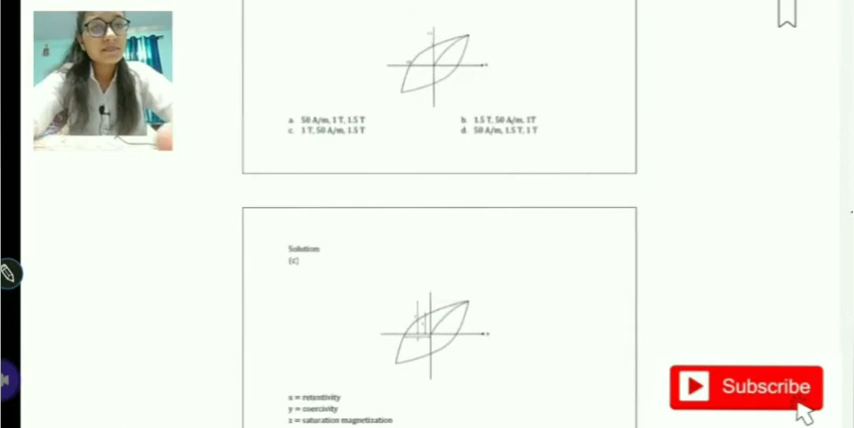 a. 50 A/m, 1 T, 1.5 T
b. 1.5 T, 50 A/m, 1T
c. 1 T, 50 A/m, 1.5 T
d. 50 A/m, 1.5 T, 1 T
Solution:
(c)
x = retentivity
y = coercivity
z = saturation magnetization
Subscribe